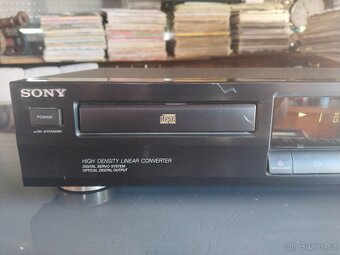 SONY
POWER
HIGH DENSITY LINEAR CONVERTER
DIGITAL SERVO SYSTEM
OPTICAL DIGITAL OUTPUT